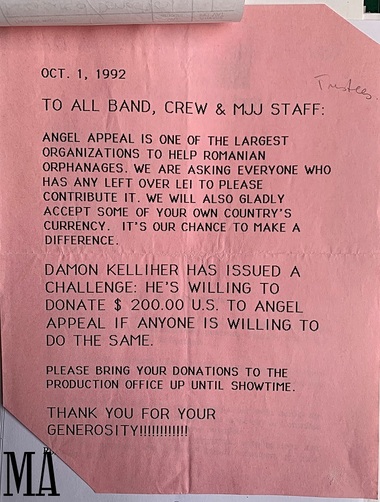 OCT. 1, 1992
Trustees.
TO ALL BAND, CREW & MJJ STAFF:
ANGEL APPEAL IS ONE OF THE LARGEST
ORGANIZATIONS TO HELP ROMANIAN
ORPHANAGES. WE ARE ASKING EVERYONE WHO
HAS ANY LEFT OVER LEI TO PLEASE
CONTRIBUTE IT. WE WILL ALSO GLADLY
ACCEPT SOME OF YOUR OWN COUNTRY'S
CURRENCY. IT'S OUR CHANCE TO MAKE A
DIFFERENCE.
DAMON KELLIHER HAS ISSUED A
CHALLENGE: HE'S WILLING TO
DONATE $ 200.00 U.S. TO ANGEL
APPEAL IF ANYONE IS WILLING TO
DO THE SAME.
PLEASE BRING YOUR DONATIONS TO THE
PRODUCTION OFFICE UP UNTIL SHOWTIME.
THANK YOU FOR YOUR
GENEROSITY!!!!!!!!!!!!
MA